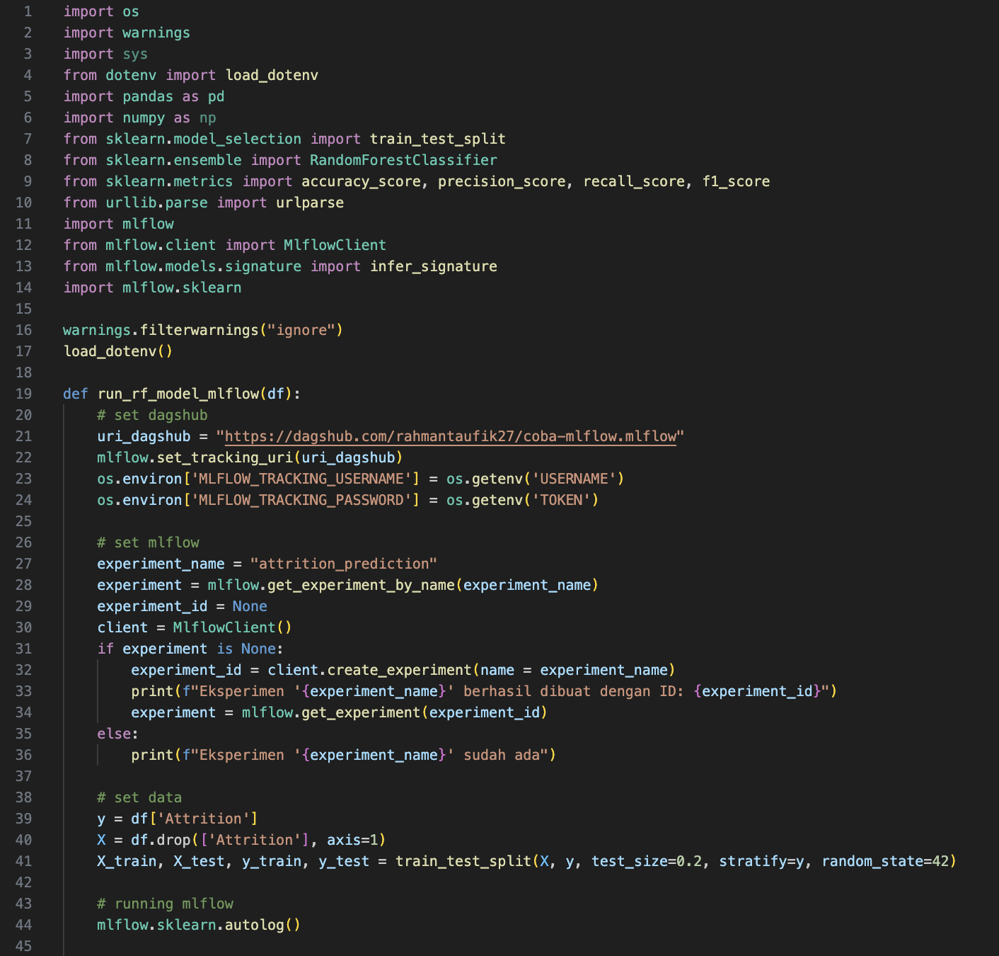 1 import os
2 import warnings
3 import sys
4 from dotenv import load_dotenv
5 import pandas as pd
6 import numpy as np
7 from sklearn.model_selection import train_test_split
8 from sklearn.ensemble import RandomForestClassifier
9 from sklearn.metrics import accuracy_score, precision_score, recall_score, f1_score
10 from urllib.parse import urlparse
11 import mlflow
12 from mlflow.client import MlflowClient
13 from mlflow.models.signature import infer_signature
14 import mlflow.sklearn
15
16 warnings.filterwarnings("ignore")
17 load_dotenv()
18
19 def run_rf_model_mlflow(df):
20     # set dagshub
21     uri_dagshub = "https://dagshub.com/rahmantaufik27/coba-mlflow.mlflow"
22     mlflow.set_tracking_uri(uri_dagshub)
23     os.environ['MLFLOW_TRACKING_USERNAME'] = os.getenv('USERNAME')
24     os.environ['MLFLOW_TRACKING_PASSWORD'] = os.getenv('TOKEN')
25
26     # set mlflow
27     experiment_name = "attrition_prediction"
28     experiment = mlflow.get_experiment_by_name(experiment_name)
29     experiment_id = None
30     client = MlflowClient()
31     if experiment is None:
32         experiment_id = client.create_experiment(name = experiment_name)
33         print(f"Eksperimen '{experiment_name}' berhasil dibuat dengan ID: {experiment_id}")
34         experiment = mlflow.get_experiment(experiment_id)
35     else:
36         print(f"Eksperimen '{experiment_name}' sudah ada")
37
38     # set data
39     y = df['Attrition']
40     X = df.drop(['Attrition'], axis=1)
41     X_train, X_test, y_train, y_test = train_test_split(X, y, test_size=0.2, stratify=y, random_state=42)
42
43     # running mlflow
44     mlflow.sklearn.autolog()
45